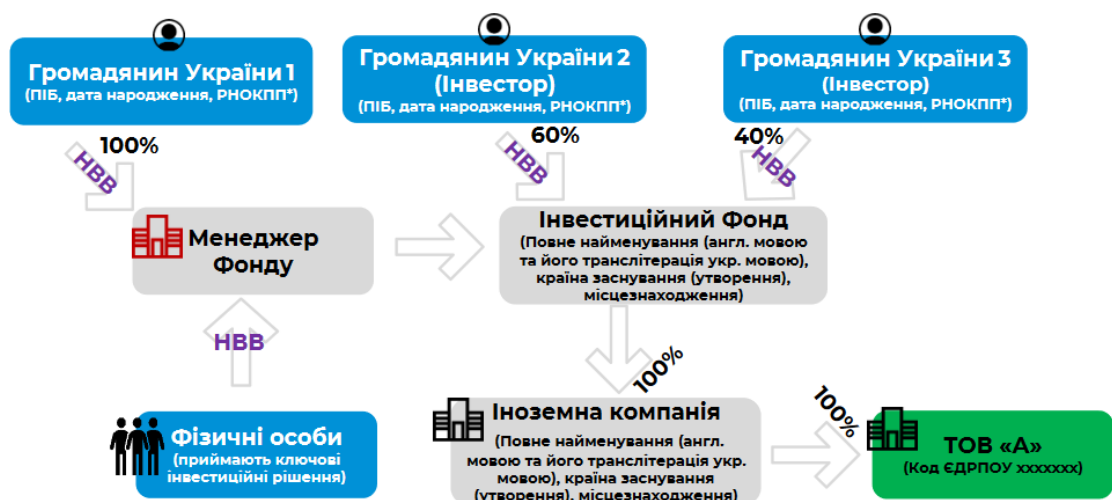 Громадянин України 1
(ПІБ, дата народження, РНОКПП*)
Громадянин України 2
(Інвестор)
(ПІБ, дата народження, РНОКПП*)
Громадянин України 3
(Інвестор)
(ПІБ, дата народження, РНОКПП*)
100%
НВВ
60%
НВВ
40%
НВВ
Менеджер
Фонду
Інвестиційний Фонд
(Повне найменування (англ. мовою
та його транслітерація укр. мовою),
країна заснування (утворення),
місцезнаходження)
НВВ
100%
Фізичні особи
(приймають ключові
інвестиційні рішення)
Іноземна компанія
(Повне найменування (англ.
мовою та його транслітерація укр.
мовою), країна заснування
(утворення), місцезнаходження)
100%
ТОВ «А»
(Код ЄДРПОУ xxxxxxx)